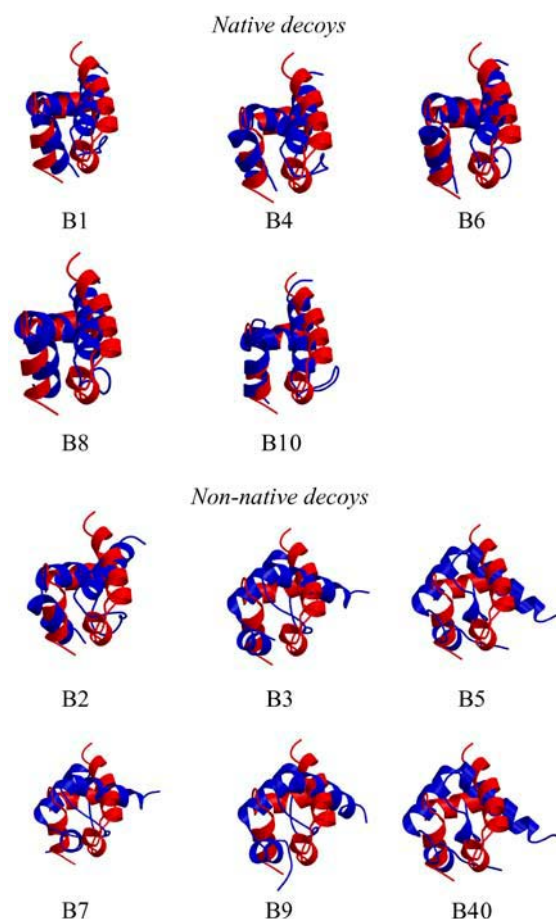 Native decoys
B1 B4 B6
B8 B10
Non-native decoys
B2 B3 B5
B7 B9 B40